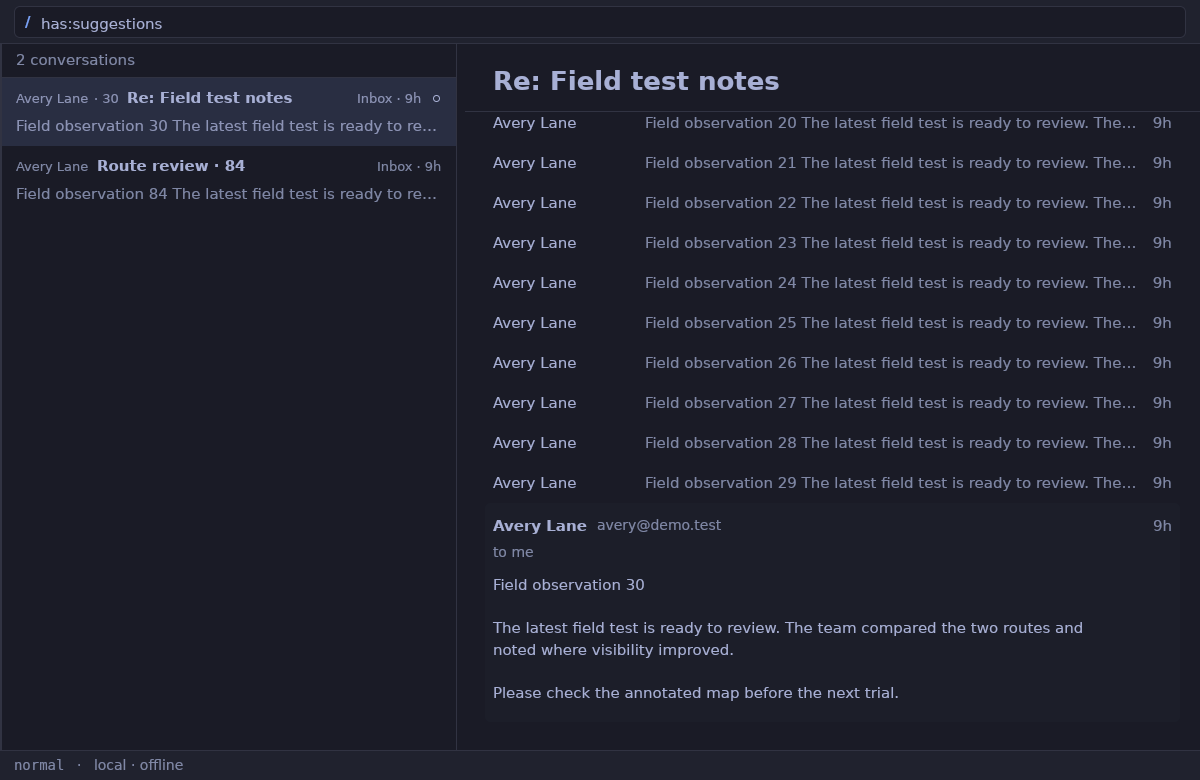 / has:suggestions
2 conversations
Avery Lane · 30 Re: Field test notes Inbox · 9h
Field observation 30 The latest field test is ready to re…
Avery Lane Route review · 84 Inbox · 9h
Field observation 84 The latest field test is ready to re…
Re: Field test notes
Avery Lane Field observation 20 The latest field test is ready to review. The… 9h
Avery Lane Field observation 21 The latest field test is ready to review. The… 9h
Avery Lane Field observation 22 The latest field test is ready to review. The… 9h
Avery Lane Field observation 23 The latest field test is ready to review. The… 9h
Avery Lane Field observation 24 The latest field test is ready to review. The… 9h
Avery Lane Field observation 25 The latest field test is ready to review. The… 9h
Avery Lane Field observation 26 The latest field test is ready to review. The… 9h
Avery Lane Field observation 27 The latest field test is ready to review. The… 9h
Avery Lane Field observation 28 The latest field test is ready to review. The… 9h
Avery Lane Field observation 29 The latest field test is ready to review. The… 9h
Avery Lane avery@demo.test 9h
to me
Field observation 30
The latest field test is ready to review. The team compared the two routes and
noted where visibility improved.
Please check the annotated map before the next trial.
normal · local · offline